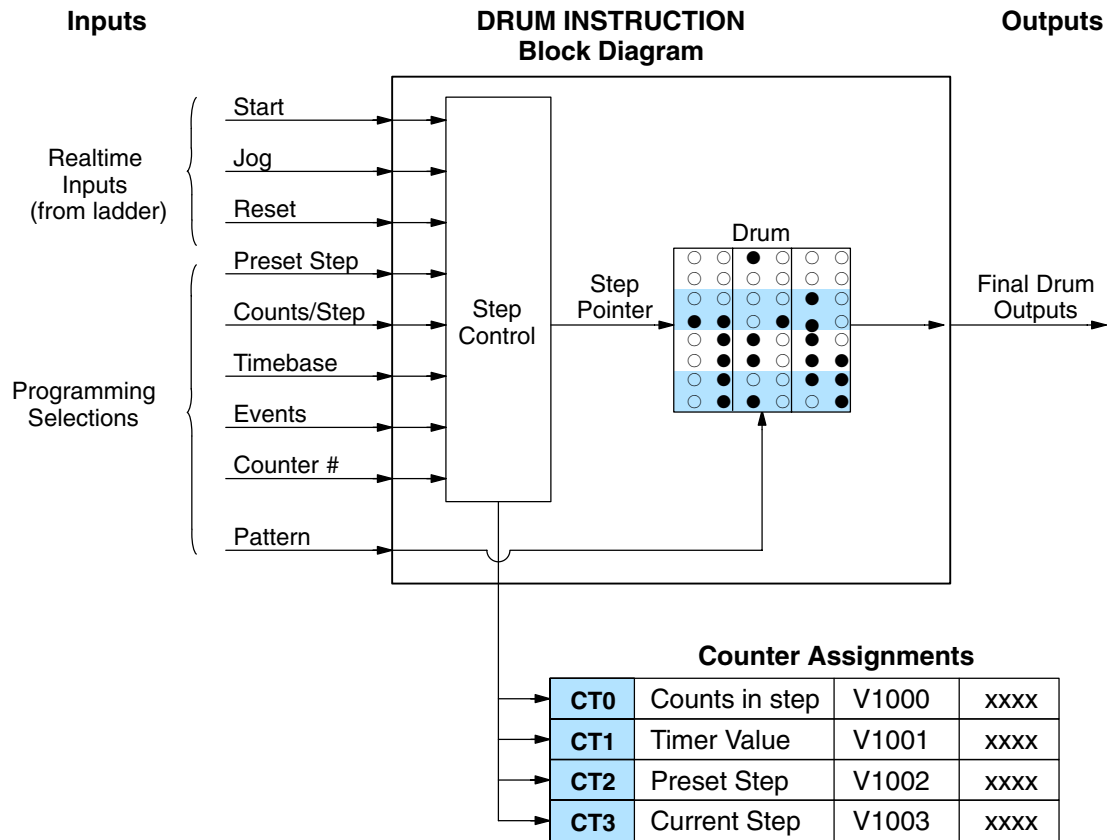 Inputs
DRUM INSTRUCTION
Block Diagram
Outputs
Realtime
Inputs
(from ladder)
Start
Jog
Reset
Programming
Selections
Preset Step
Counts/Step
Timebase
Events
Counter #
Pattern
Step
Control
Step
Pointer
Drum
Final Drum
Outputs
Counter Assignments
CT0 Counts in step V1000 xxxx
CT1 Timer Value V1001 xxxx
CT2 Preset Step V1002 xxxx
CT3 Current Step V1003 xxxx